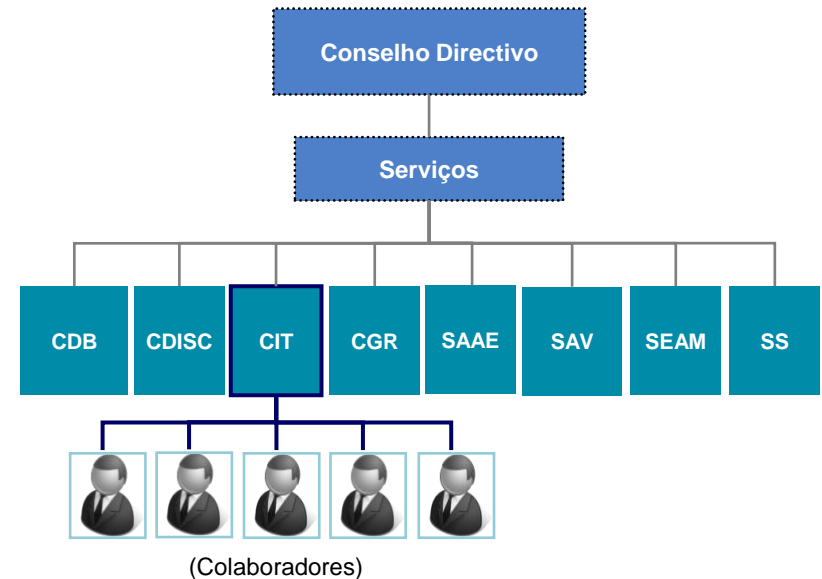 Conselho Directivo
Serviços
CDB CDISC CIT CGR SAAE SAV SEAM SS
(Colaboradores)